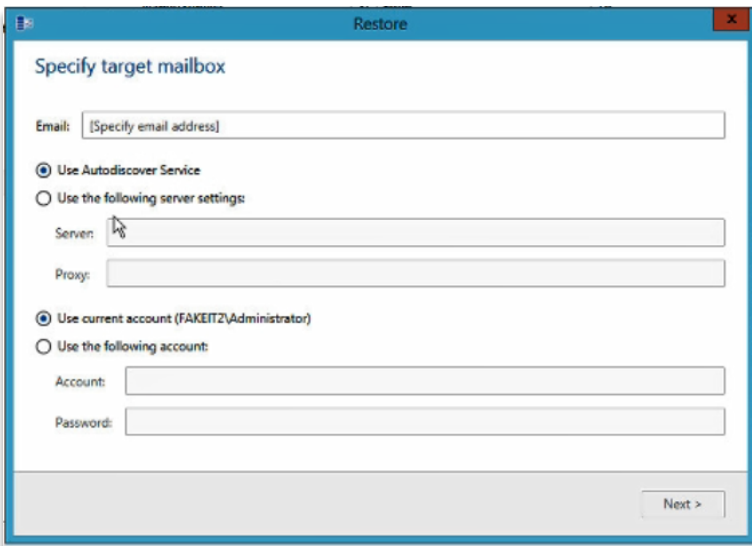 Restore
x
Specify target mailbox
Email: [Specify email address]
Use Autodiscover Service
Use the following server settings:
Server:
Proxy:
Use current account (FAKEITZ\Administrator)
Use the following account:
Account:
Password:
Next >